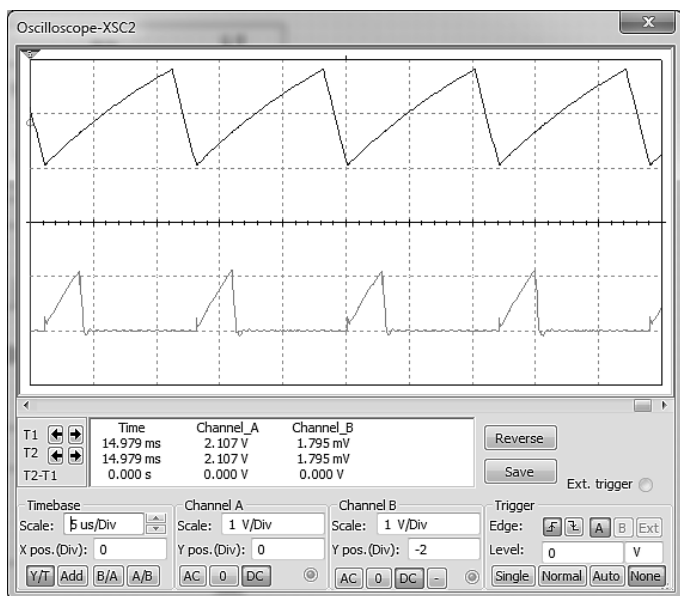 Oscilloscope-XSC2
x
T1
T2
T2-T1
Time Channel_A Channel_B
14.979 ms 2.107 V 1.795 mV
14.979 ms 2.107 V 1.795 mV
0.000 s 0.000 V 0.000 V
Reverse
Save
Ext. trigger
Timebase
Scale: 5 us/Div
X pos.(Div): 0
Y/T Add B/A A/B
Channel A
Scale: 1 V/Div
Y pos.(Div): 0
AC 0 DC
Channel B
Scale: 1 V/Div
Y pos.(Div): -2
AC 0 DC -
Trigger
Edge: A B Ext
Level: 0 V
Single Normal Auto None